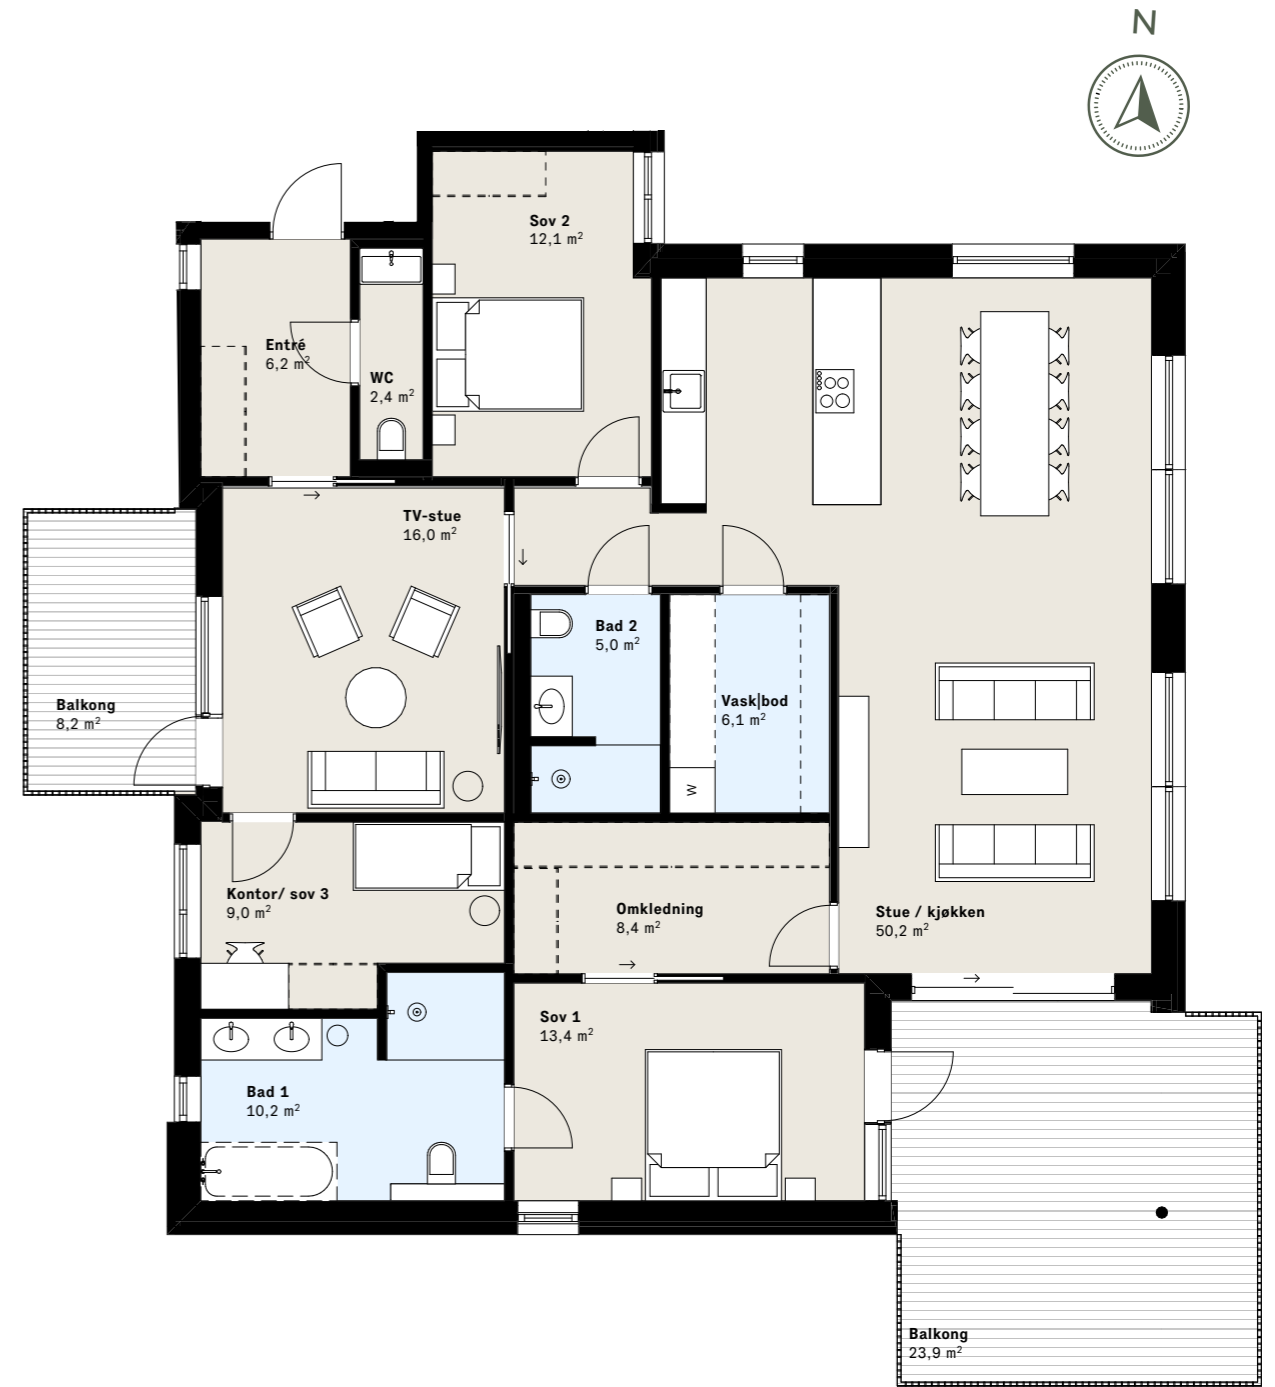 N
Sov 2
12,1 m²
Entré
6,2 m²
WC
2,4 m²
TV-stue
16,0 m²
Bad 2
5,0 m²
Balkong
8,2 m²
Vask|bod
6,1 m²
W
Kontor/ sov 3
9,0 m²
Omkledning
8,4 m²
Stue / kjøkken
50,2 m²
Sov 1
13,4 m²
Bad 1
10,2 m²
Balkong
23,9 m²